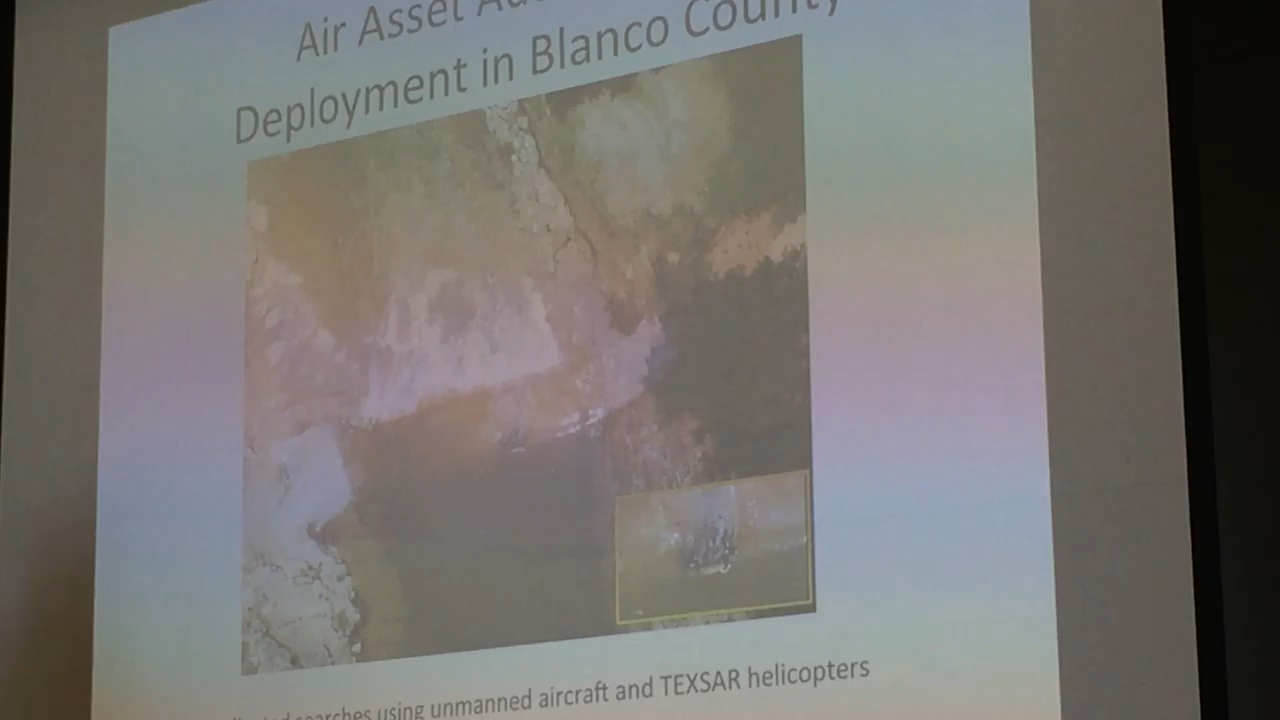 Air Asset
Deployment in Blanco County
searches using unmanned aircraft and TEXSAR helicopters